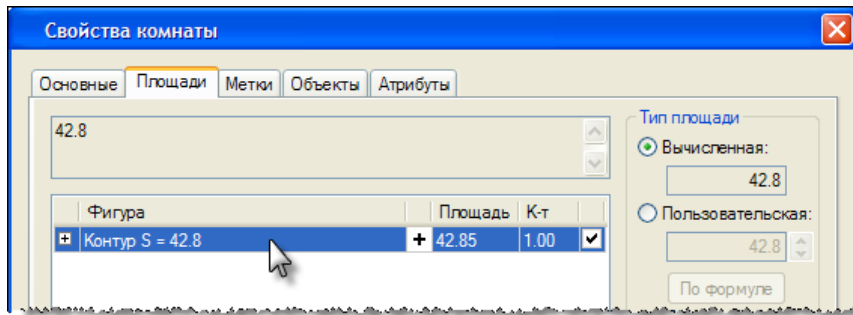 Свойства комнаты
Основные Площади Метки Объекты Атрибуты
42.8
Тип площади
Вычисленная:
42.8
Фигура Площадь К-т
Контур S = 42.8 + 42.85 1.00
Пользовательская:
42.8
По формуле